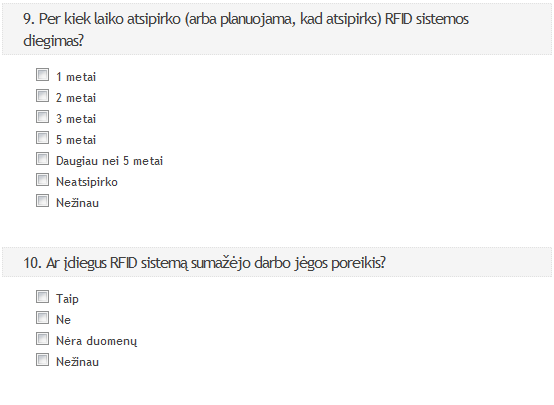 9. Per kiek laiko atsipirko (arba planuojama, kad atsipirks) RFID sistemos
diegimas?
1 metai
2 metai
3 metai
5 metai
Daugiau nei 5 metai
Neatsipirko
Nežinau
10. Ar įdiegus RFID sistemą sumažėjo darbo jėgos poreikis?
Taip
Ne
Nėra duomenų
Nežinau